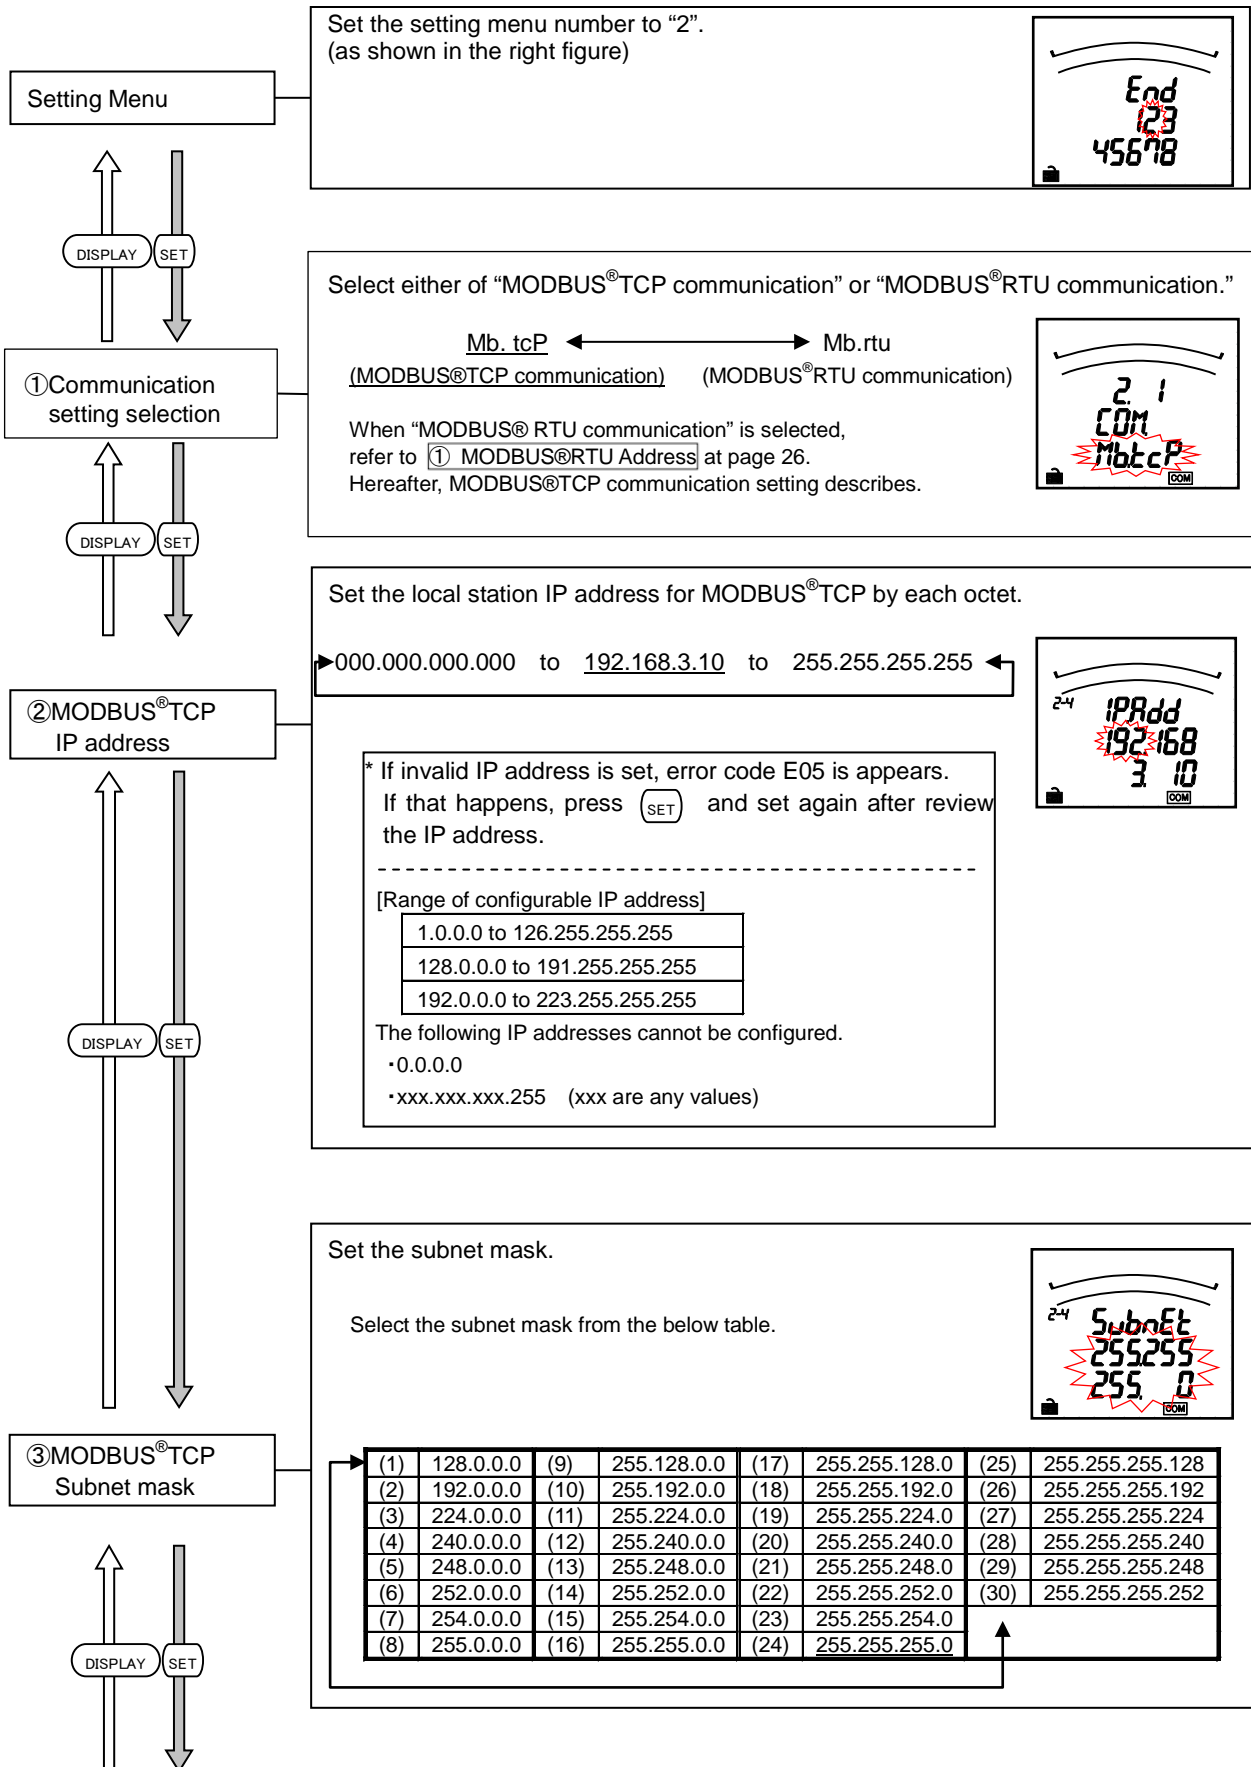 Set the setting menu number to “2”.
(as shown in the right figure)
Setting Menu
End
123
45678
DISPLAY SET
Select either of “MODBUS®TCP communication” or “MODBUS®RTU communication.”
Mb. tcP Mb.rtu
(MODBUS®TCP communication) (MODBUS®RTU communication)
①Communication
setting selection
When “MODBUS® RTU communication” is selected,
refer to ① MODBUS®RTU Address at page 26.
Hereafter, MODBUS®TCP communication setting describes.
2. 1
COM.
Mb.tcP
COM
DISPLAY SET
Set the local station IP address for MODBUS®TCP by each octet.
000.000.000.000 to 192.168.3.10 to 255.255.255.255
②MODBUS®TCP
IP address
2-4
IPAdd
192.168
3. 10
COM
* If invalid IP address is set, error code E05 is appears.
If that happens, press SET and set again after review
the IP address.
[Range of configurable IP address]
1.0.0.0 to 126.255.255.255
128.0.0.0 to 191.255.255.255
192.0.0.0 to 223.255.255.255
The following IP addresses cannot be configured.
・0.0.0.0
・xxx.xxx.xxx.255 (xxx are any values)
DISPLAY SET
Set the subnet mask.
Select the subnet mask from the below table.
2-4
SubnEt
255.255
255. 0
COM
③MODBUS®TCP
Subnet mask
(1) 128.0.0.0 (9) 255.128.0.0 (17) 255.255.128.0 (25) 255.255.255.128
(2) 192.0.0.0 (10) 255.192.0.0 (18) 255.255.192.0 (26) 255.255.255.192
(3) 224.0.0.0 (11) 255.224.0.0 (19) 255.255.224.0 (27) 255.255.255.224
(4) 240.0.0.0 (12) 255.240.0.0 (20) 255.255.240.0 (28) 255.255.255.240
(5) 248.0.0.0 (13) 255.248.0.0 (21) 255.255.248.0 (29) 255.255.255.248
(6) 252.0.0.0 (14) 255.252.0.0 (22) 255.255.252.0 (30) 255.255.255.252
(7) 254.0.0.0 (15) 255.254.0.0 (23) 255.255.254.0
(8) 255.0.0.0 (16) 255.255.0.0 (24) 255.255.255.0
DISPLAY SET